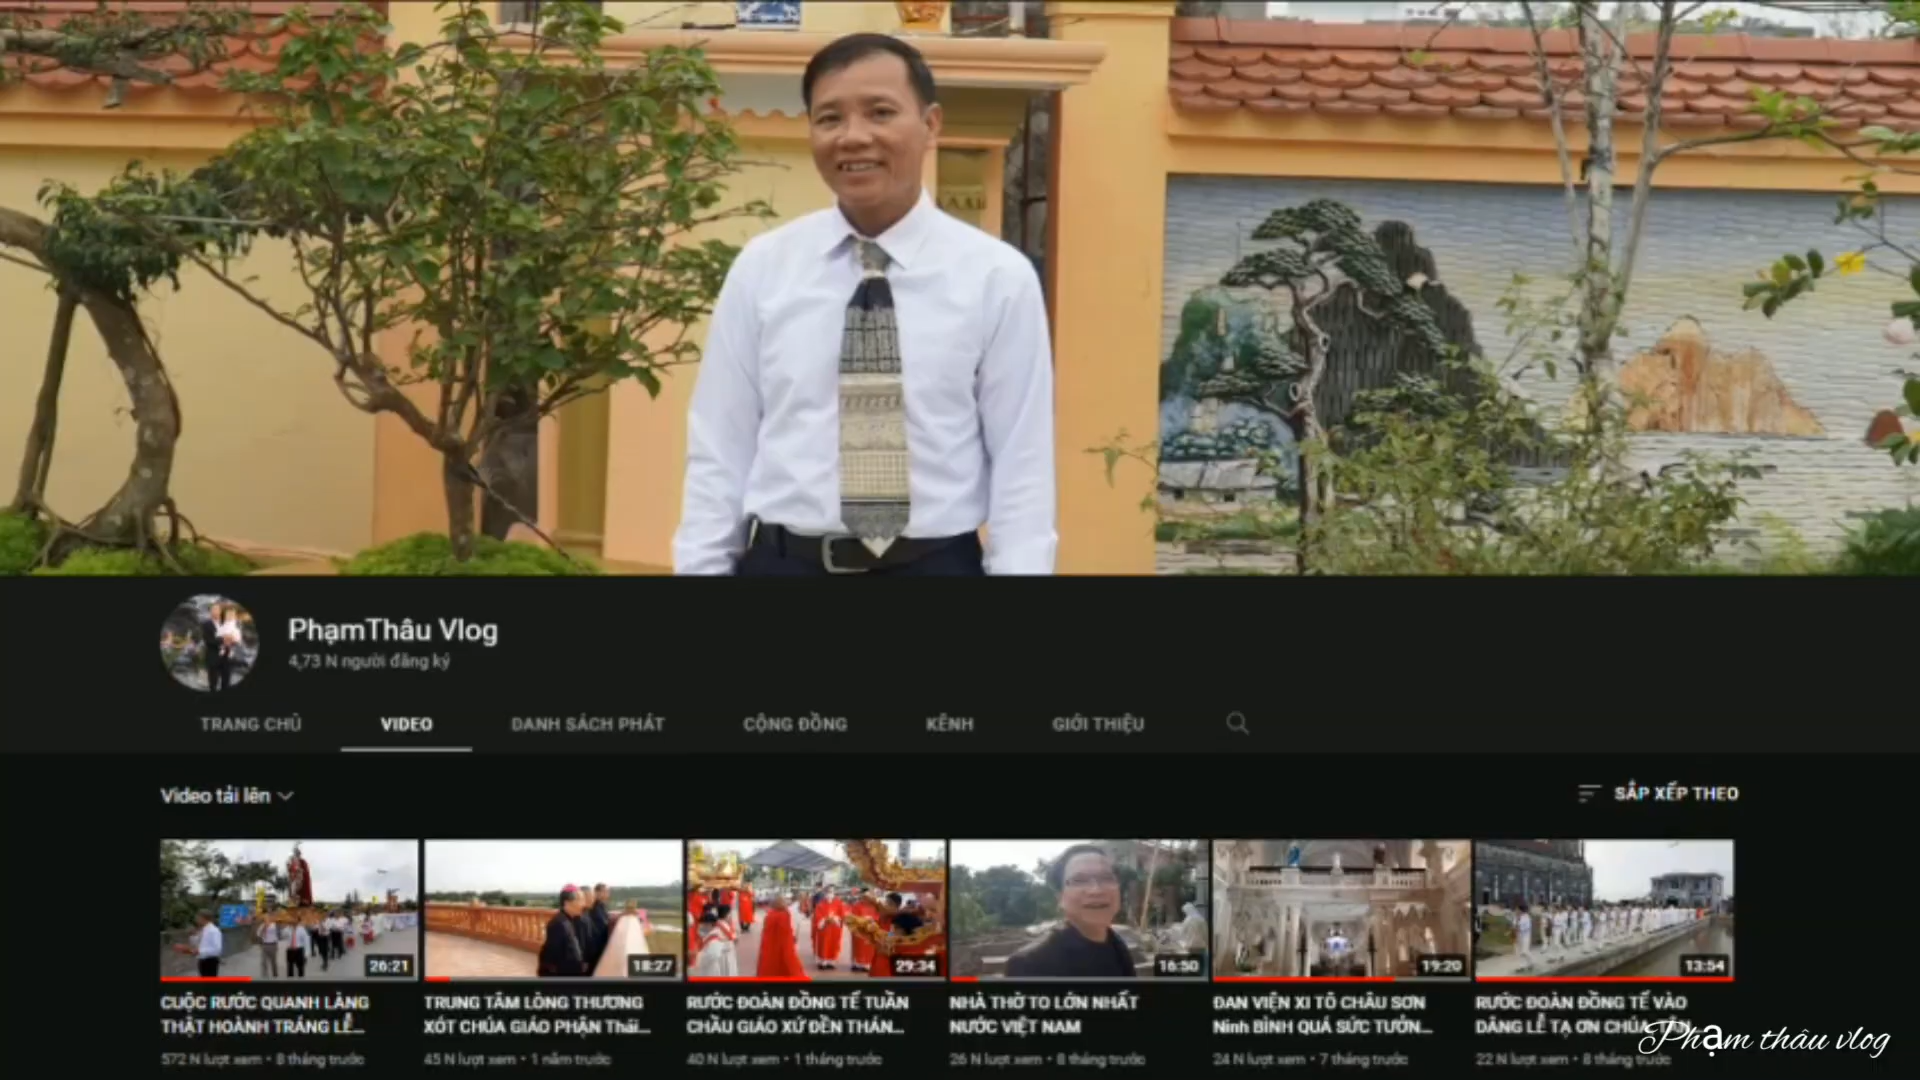 PhạmThâu Vlog
4,73 N người đăng ký
TRANG CHỦ VIDEO DANH SÁCH PHÁT CỘNG ĐỒNG KÊNH GIỚI THIỆU
Video tải lên
SẮP XẾP THEO
26:21 18:27 29:34 16:50 19:20 13:54
CUỘC RƯỚC QUANH LÀNG
THẬT HOÀNH TRÁNG LỄ...
572 N lượt xem • 8 tháng trước
TRUNG TÂM LÒNG THƯƠNG
XÓT CHÚA GIÁO PHẬN Thái...
45 N lượt xem • 1 năm trước
RƯỚC ĐOÀN ĐỒNG TẾ TUẦN
CHẦU GIÁO XỨ ĐỀN THÁN...
40 N lượt xem • 1 tháng trước
NHÀ THỜ TO LỚN NHẤT
NƯỚC VIỆT NAM
26 N lượt xem • 8 tháng trước
ĐAN VIỆN XI TÔ CHÂU SƠN
Ninh BÌNH QUÁ SỨC TƯỞN...
24 N lượt xem • 7 tháng trước
RƯỚC ĐOÀN ĐỒNG TẾ VÀO
DÂNG LỄ TẠ ƠN CHÚA
22 N lượt xem • 8 tháng trước
Phạm thâu vlog